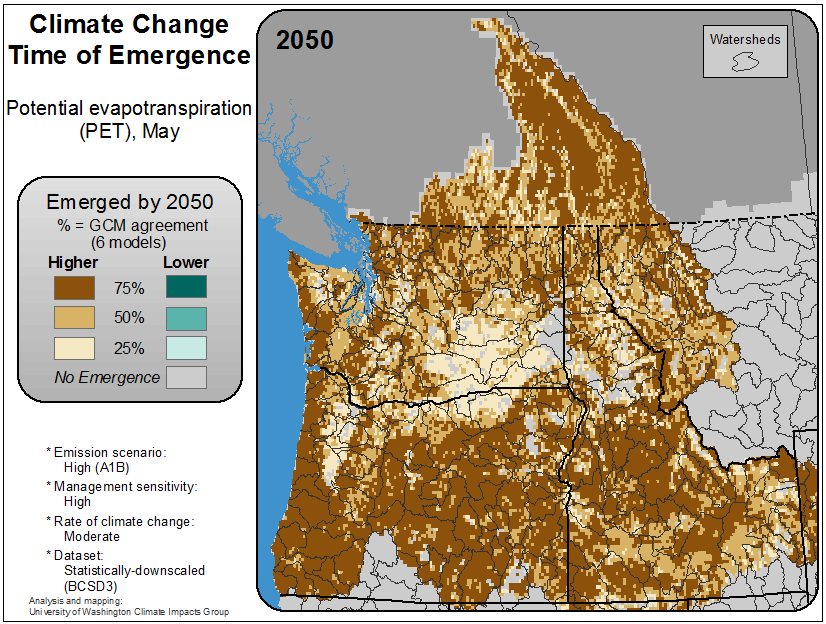 Climate Change
Time of Emergence
Potential evapotranspiration
(PET), May
Emerged by 2050
% = GCM agreement
(6 models)
Higher Lower
75%
50%
25%
No Emergence
* Emission scenario:
High (A1B)
* Management sensitivity:
High
* Rate of climate change:
Moderate
* Dataset:
Statistically-downscaled
(BCSD3)
Analysis and mapping:
University of Washington Climate Impacts Group
2050
Watersheds